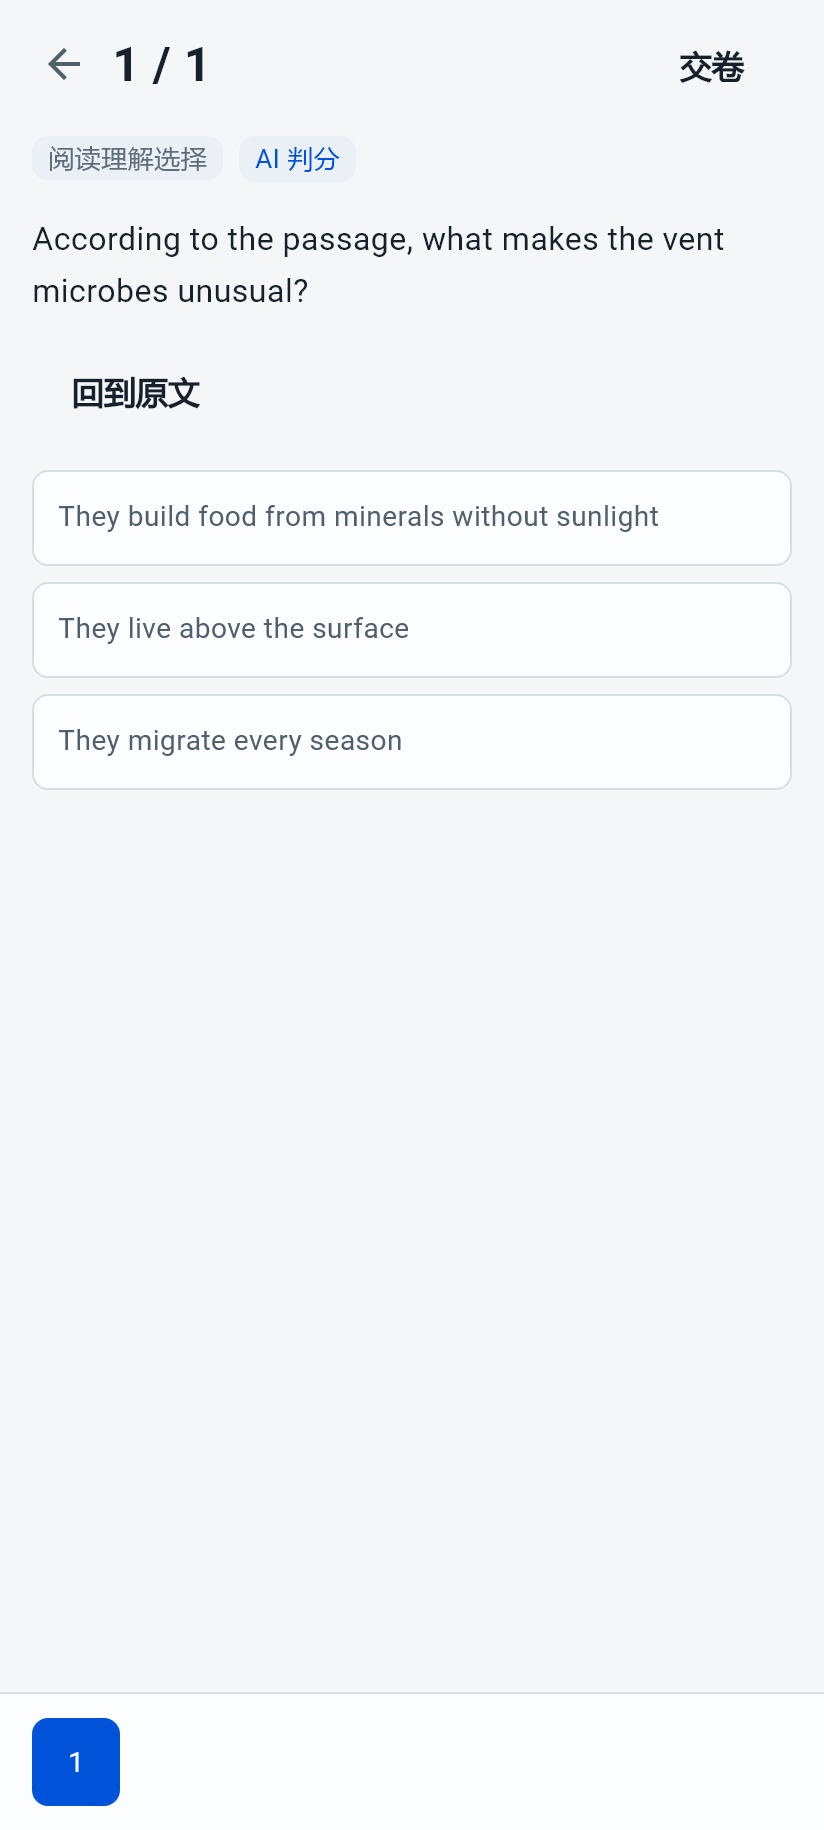 1 / 1
交卷
阅读理解选择
AI 判分
According to the passage, what makes the vent
microbes unusual?
回到原文
They build food from minerals without sunlight
They live above the surface
They migrate every season
1